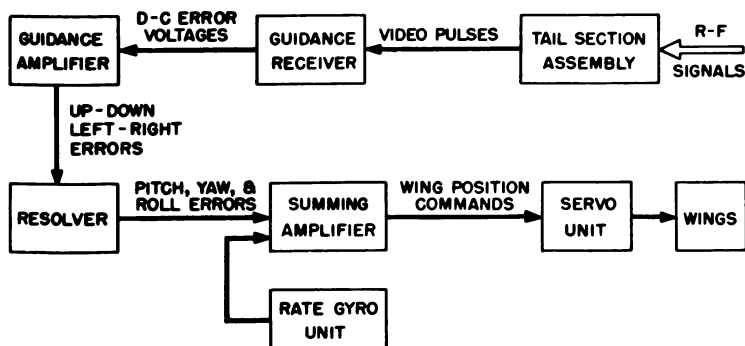 D-C ERROR
VOLTAGES
GUIDANCE
AMPLIFIER
GUIDANCE
RECEIVER
VIDEO PULSES
TAIL SECTION
ASSEMBLY
R-F
SIGNALS
UP-DOWN
LEFT-RIGHT
ERRORS
RESOLVER
PITCH, YAW, &
ROLL ERRORS
SUMMING
AMPLIFIER
WING POSITION
COMMANDS
SERVO
UNIT
WINGS
RATE GYRO
UNIT